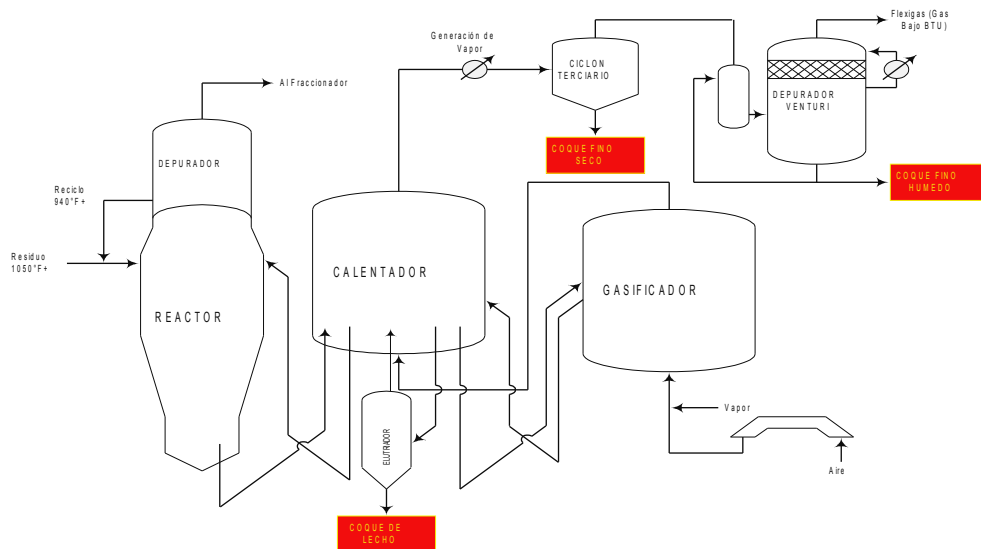 Flexigas (Gas
Bajo BTU)
Generación de
Vapor
CICLON
TERCIARIO
Al Fraccionador
DEPURADOR
VENTURI
COQUE FINO
SECO
DEPURADOR
COQUE FINO
HUMEDO
Reciclo
940°F+
Residuo
1050°F+
CALENTADOR
GASIFICADOR
REACTOR
Vapor
ELUTRIADOR
Aire
COQUE DE
LECHO